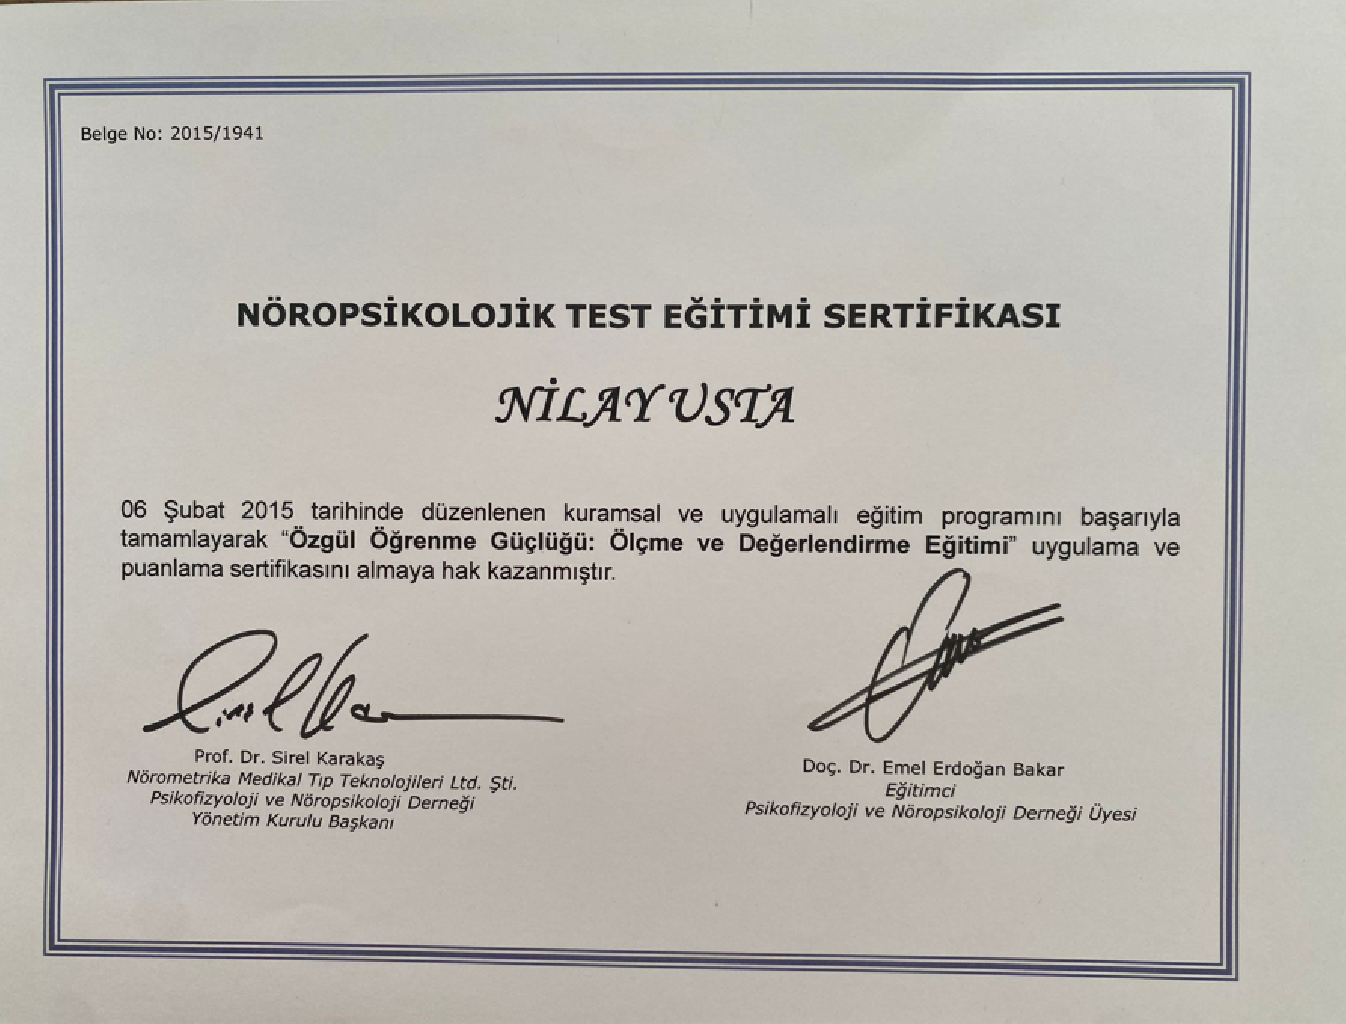 Belge No: 2015/1941
NÖROPSİKOLOJİK TEST EĞİTİMİ SERTİFİKASI
NİLAY USTA
06 Şubat 2015 tarihinde düzenlenen kuramsal ve uygulamalı eğitim programını başarıyla
tamamlayarak “Özgül Öğrenme Güçlüğü: Ölçme ve Değerlendirme Eğitimi” uygulama ve
puanlama sertifikasını almaya hak kazanmıştır.
Prof. Dr. Sirel Karakaş
Nörometrika Medikal Tıp Teknolojileri Ltd. Şti.
Psikofizyoloji ve Nöropsikoloji Derneği
Yönetim Kurulu Başkanı
Doç. Dr. Emel Erdoğan Bakar
Eğitimci
Psikofizyoloji ve Nöropsikoloji Derneği Üyesi